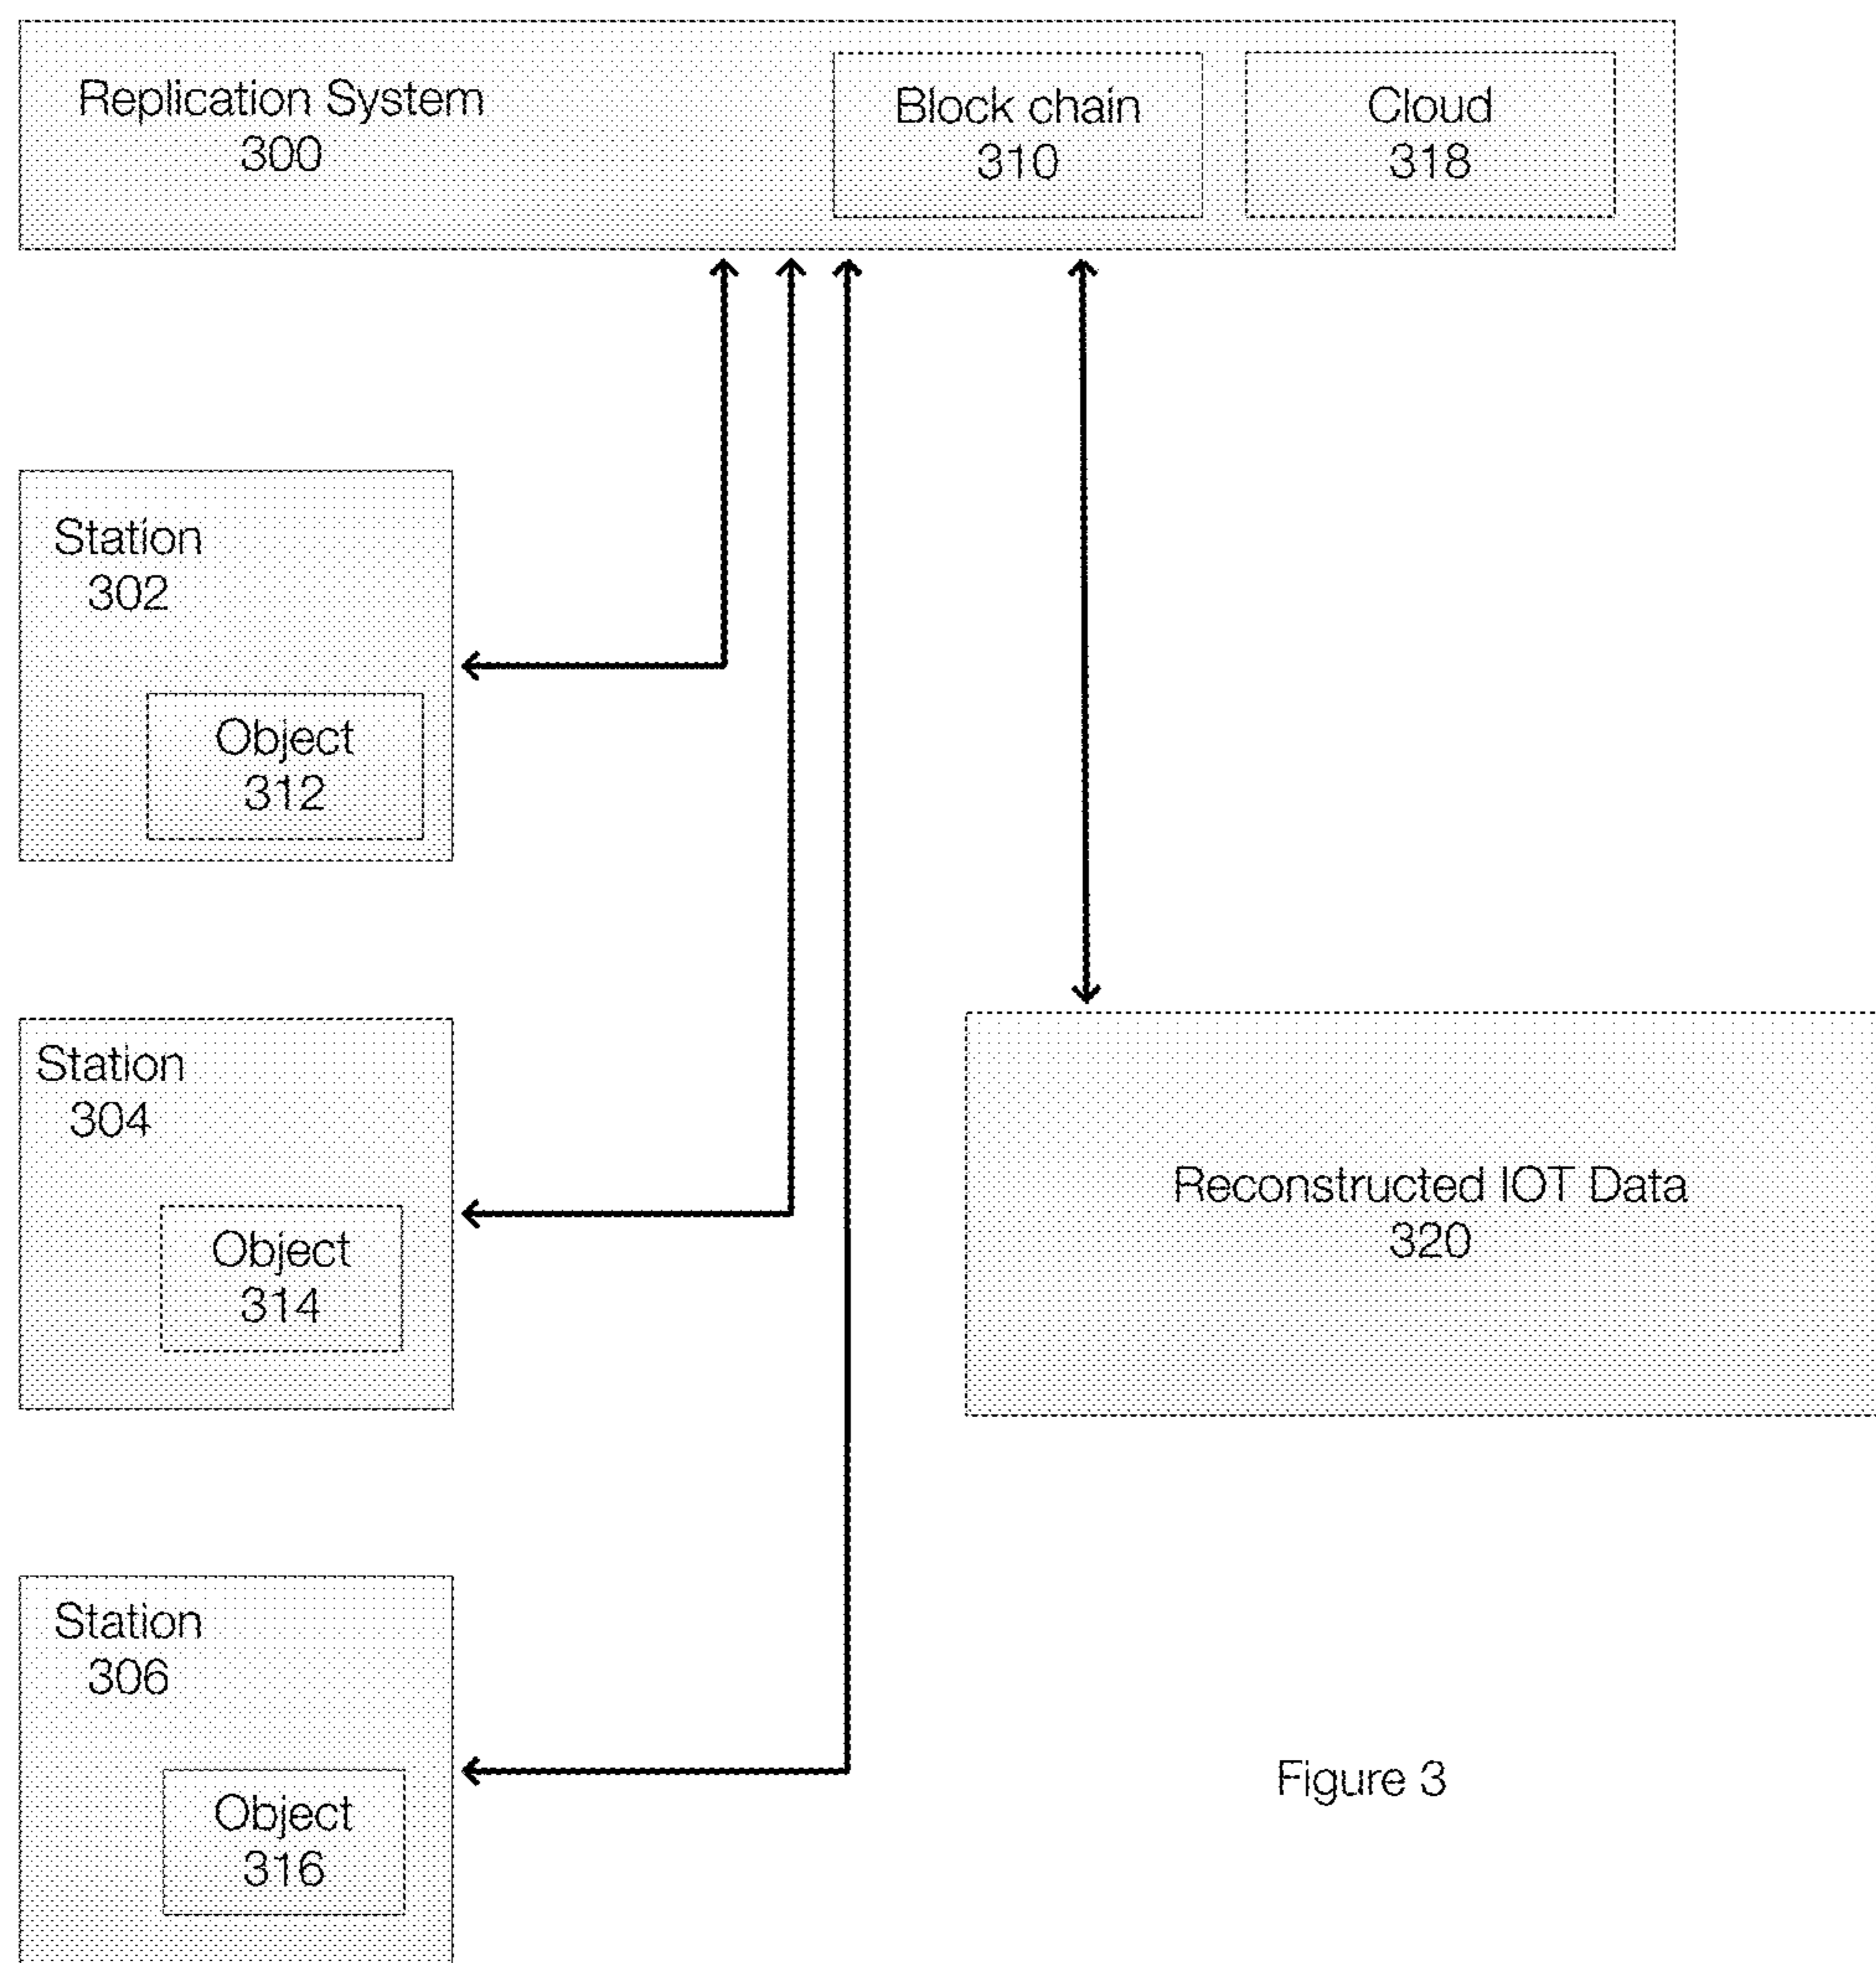 Replication System
300
Block chain
310
Cloud
318
Station
302
Object
312
Station
304
Object
314
Reconstructed IOT Data
320
Station
306
Object
316
Figure 3